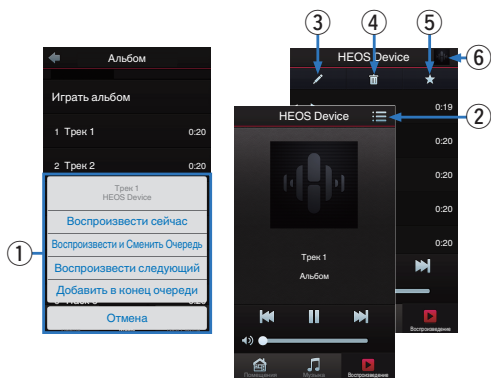 3
4
5
HEOS Device
6
Альбом
Играть альбом
1 Трек 1 0:20
2 Трек 2 0:20
Трек 1
HEOS Device
Воспроизвести сейчас
Воспроизвести и Сменить Очередь
Воспроизвести следующий
Добавить в конец очереди
Отмена
1
0:19
0:20
0:20
0:20
0:20
Воспроизведение
HEOS Device
2
Трек 1
Альбом
Помещения
Музыка
Воспроизведение